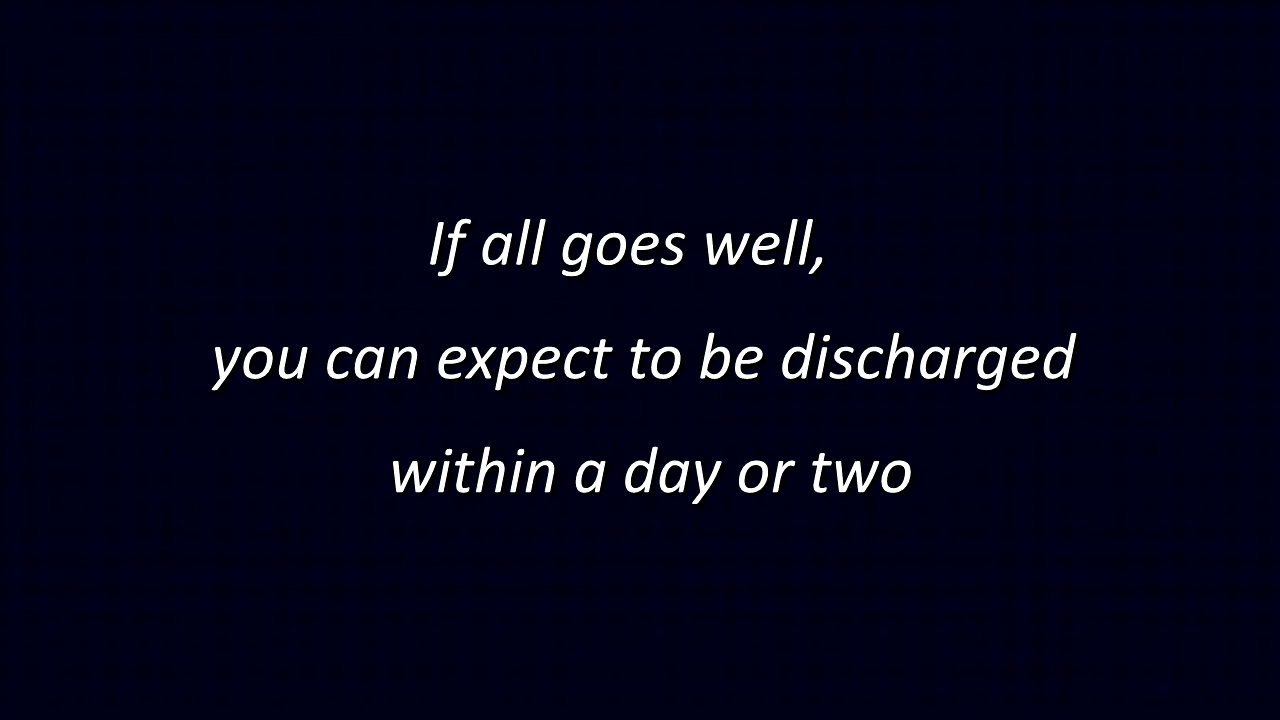 If all goes well,
you can expect to be discharged
within a day or two